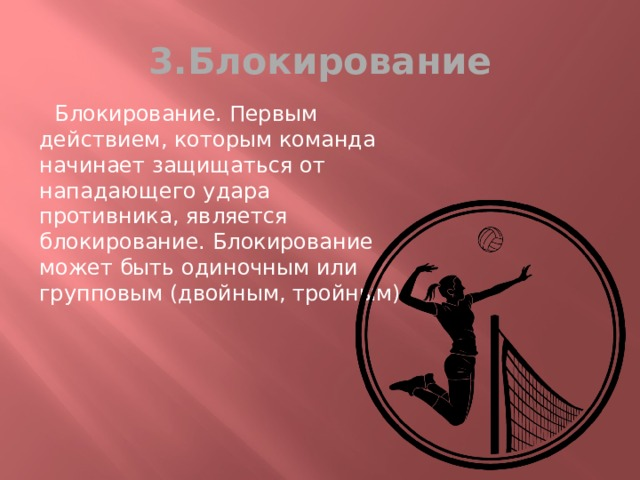 3.Блокирование
Блокирование. Первым
действием, которым команда
начинает защищаться от
нападающего удара
противника, является
блокирование. Блокирование
может быть одиночным или
групповым (двойным, тройным)